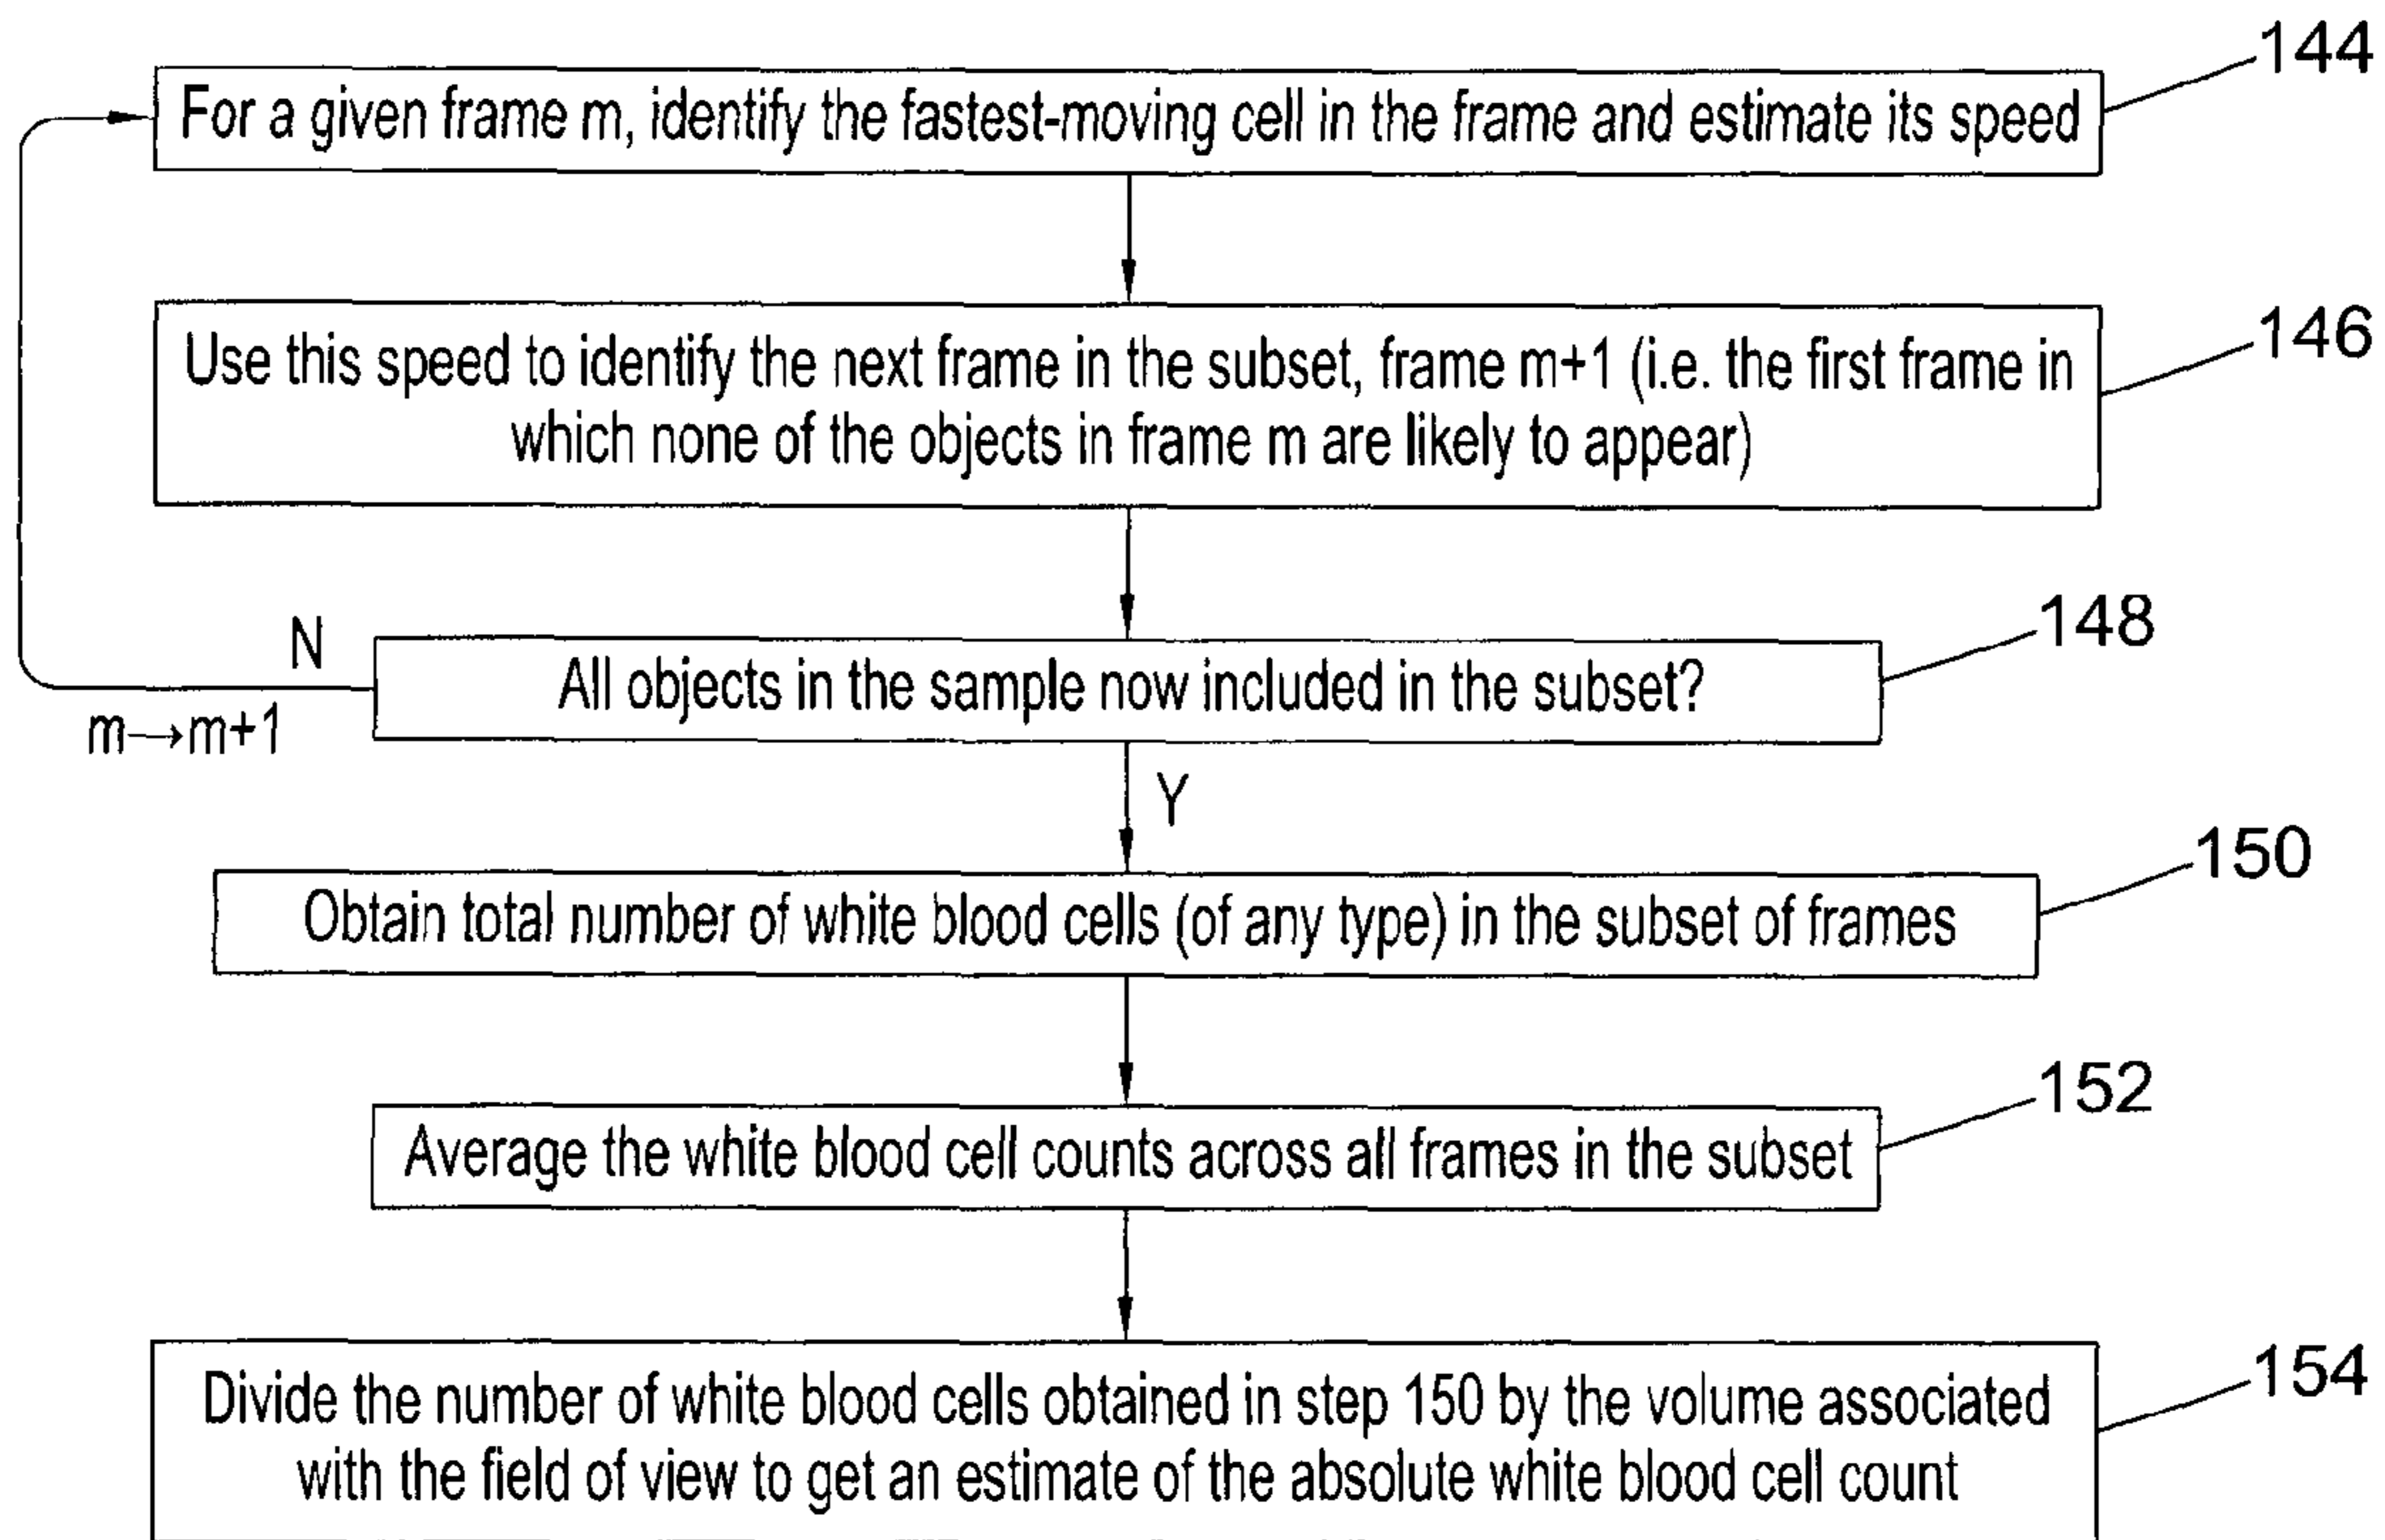 144
For a given frame m, identify the fastest-moving cell in the frame and estimate its speed
146
Use this speed to identify the next frame in the subset, frame m+1 (i.e. the first frame in
which none of the objects in frame m are likely to appear)
148
N
All objects in the sample now included in the subset?
m→m+1
Y
150
Obtain total number of white blood cells (of any type) in the subset of frames
152
Average the white blood cell counts across all frames in the subset
154
Divide the number of white blood cells obtained in step 150 by the volume associated
with the field of view to get an estimate of the absolute white blood cell count